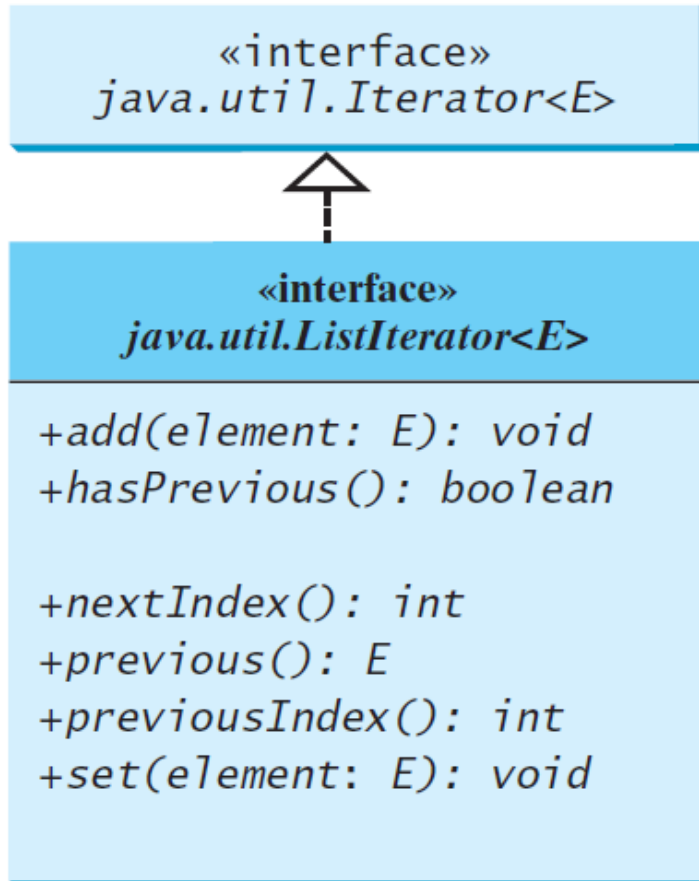 «interface»
java.util.Iterator<E>
«interface»
java.util.ListIterator<E>
+add(element: E): void
+hasPrevious(): boolean
+nextIndex(): int
+previous(): E
+previousIndex(): int
+set(element: E): void